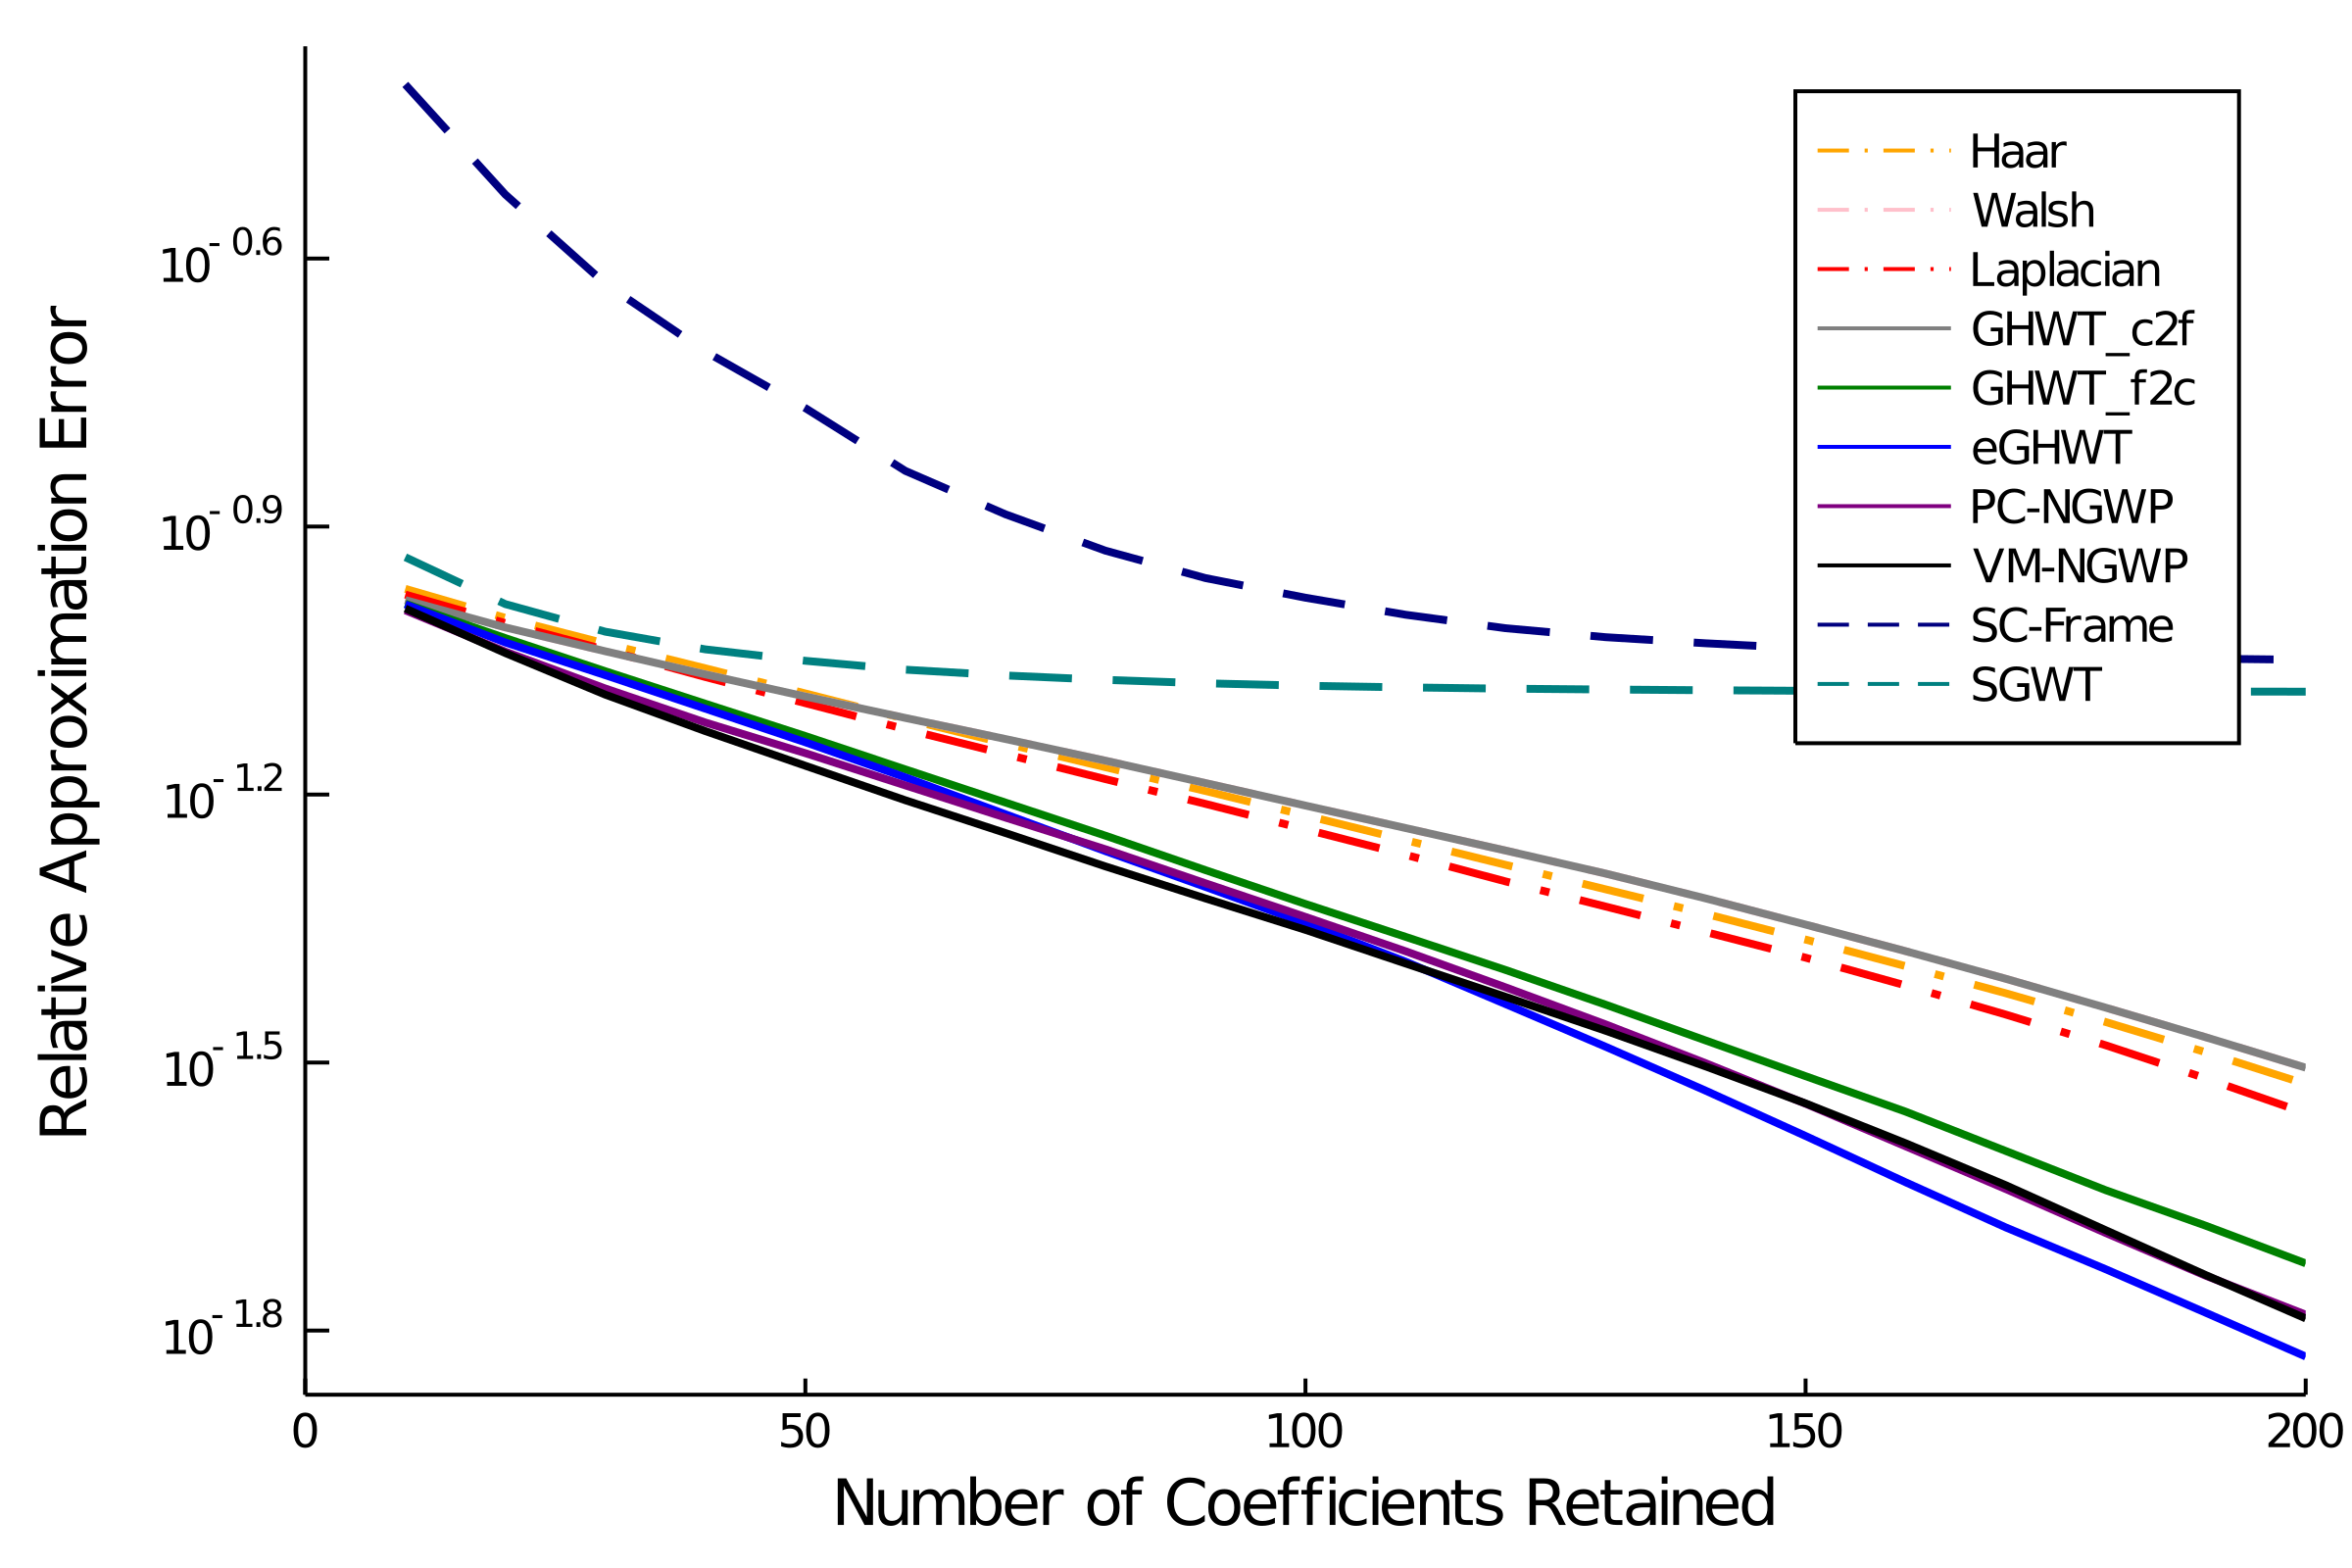 Relative Approximation Error
10^-0.6
10^-0.9
10^-1.2
10^-1.5
10^-1.8
Haar
Walsh
Laplacian
GHWT_c2f
GHWT_f2c
eGHWT
PC-NGWP
VM-NGWP
SC-Frame
SGWT
0 50 100 150 200
Number of Coefficients Retained